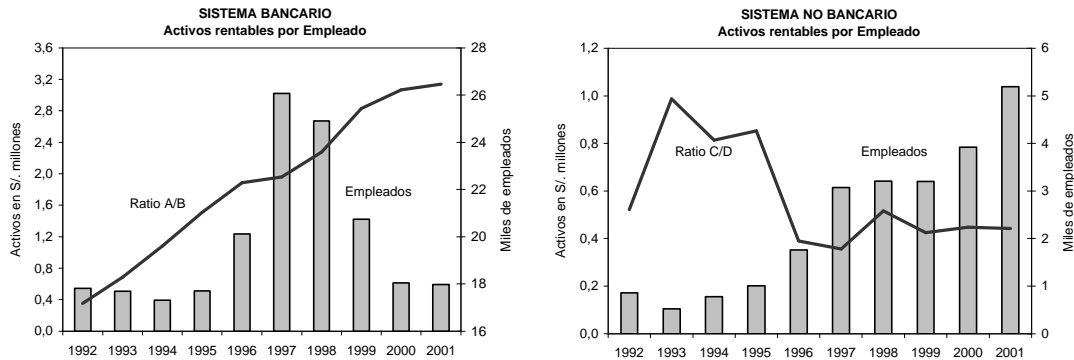 SISTEMA BANCARIO
Activos rentables por Empleado
3,6
3,2
2,8
2,4
2,0
1,6
1,2
0,8
0,4
0,0
Activos en S/. millones
28
26
24
22
20
18
16
Miles de empleados
Ratio A/B
Empleados
1992 1993 1994 1995 1996 1997 1998 1999 2000 2001
SISTEMA NO BANCARIO
Activos rentables por Empleado
1,2
1,0
0,8
0,6
0,4
0,2
0,0
Activos en S/. millones
6
5
4
3
2
1
0
Miles de empleados
Ratio C/D
Empleados
1992 1993 1994 1995 1996 1997 1998 1999 2000 2001